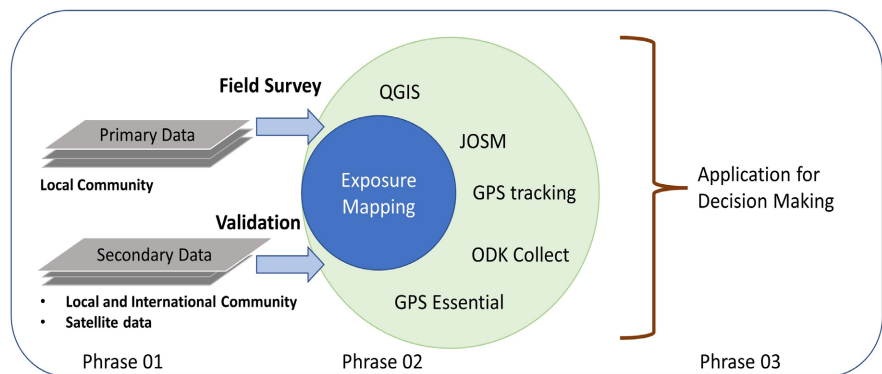 Field Survey
Primary Data
Local Community
Validation
Secondary Data
• Local and International Community
• Satellite data
Exposure
Mapping
QGIS
JOSM
GPS tracking
ODK Collect
GPS Essential
Application for
Decision Making
Phrase 01
Phrase 02
Phrase 03